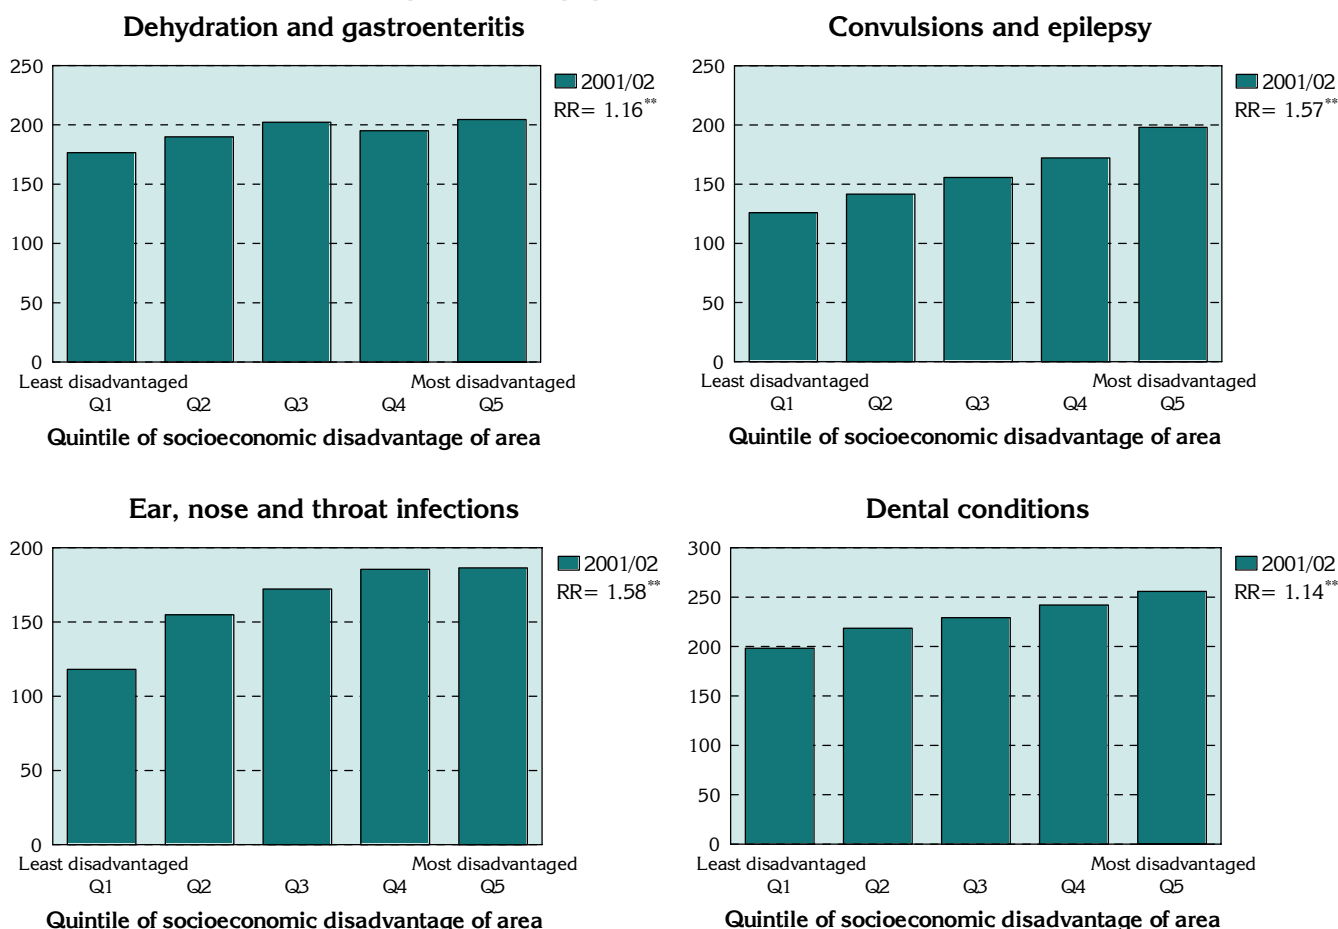 Dehydration and gastroenteritis
250
200
150
100
50
0
2001/02
RR= 1.16**
Least disadvantaged Most disadvantaged
Q1 Q2 Q3 Q4 Q5
Quintile of socioeconomic disadvantage of area
Convulsions and epilepsy
250
200
150
100
50
0
2001/02
RR= 1.57**
Least disadvantaged Most disadvantaged
Q1 Q2 Q3 Q4 Q5
Quintile of socioeconomic disadvantage of area
Ear, nose and throat infections
200
150
100
50
0
2001/02
RR= 1.58**
Least disadvantaged Most disadvantaged
Q1 Q2 Q3 Q4 Q5
Quintile of socioeconomic disadvantage of area
Dental conditions
300
250
200
150
100
50
0
2001/02
RR= 1.14**
Least disadvantaged Most disadvantaged
Q1 Q2 Q3 Q4 Q5
Quintile of socioeconomic disadvantage of area